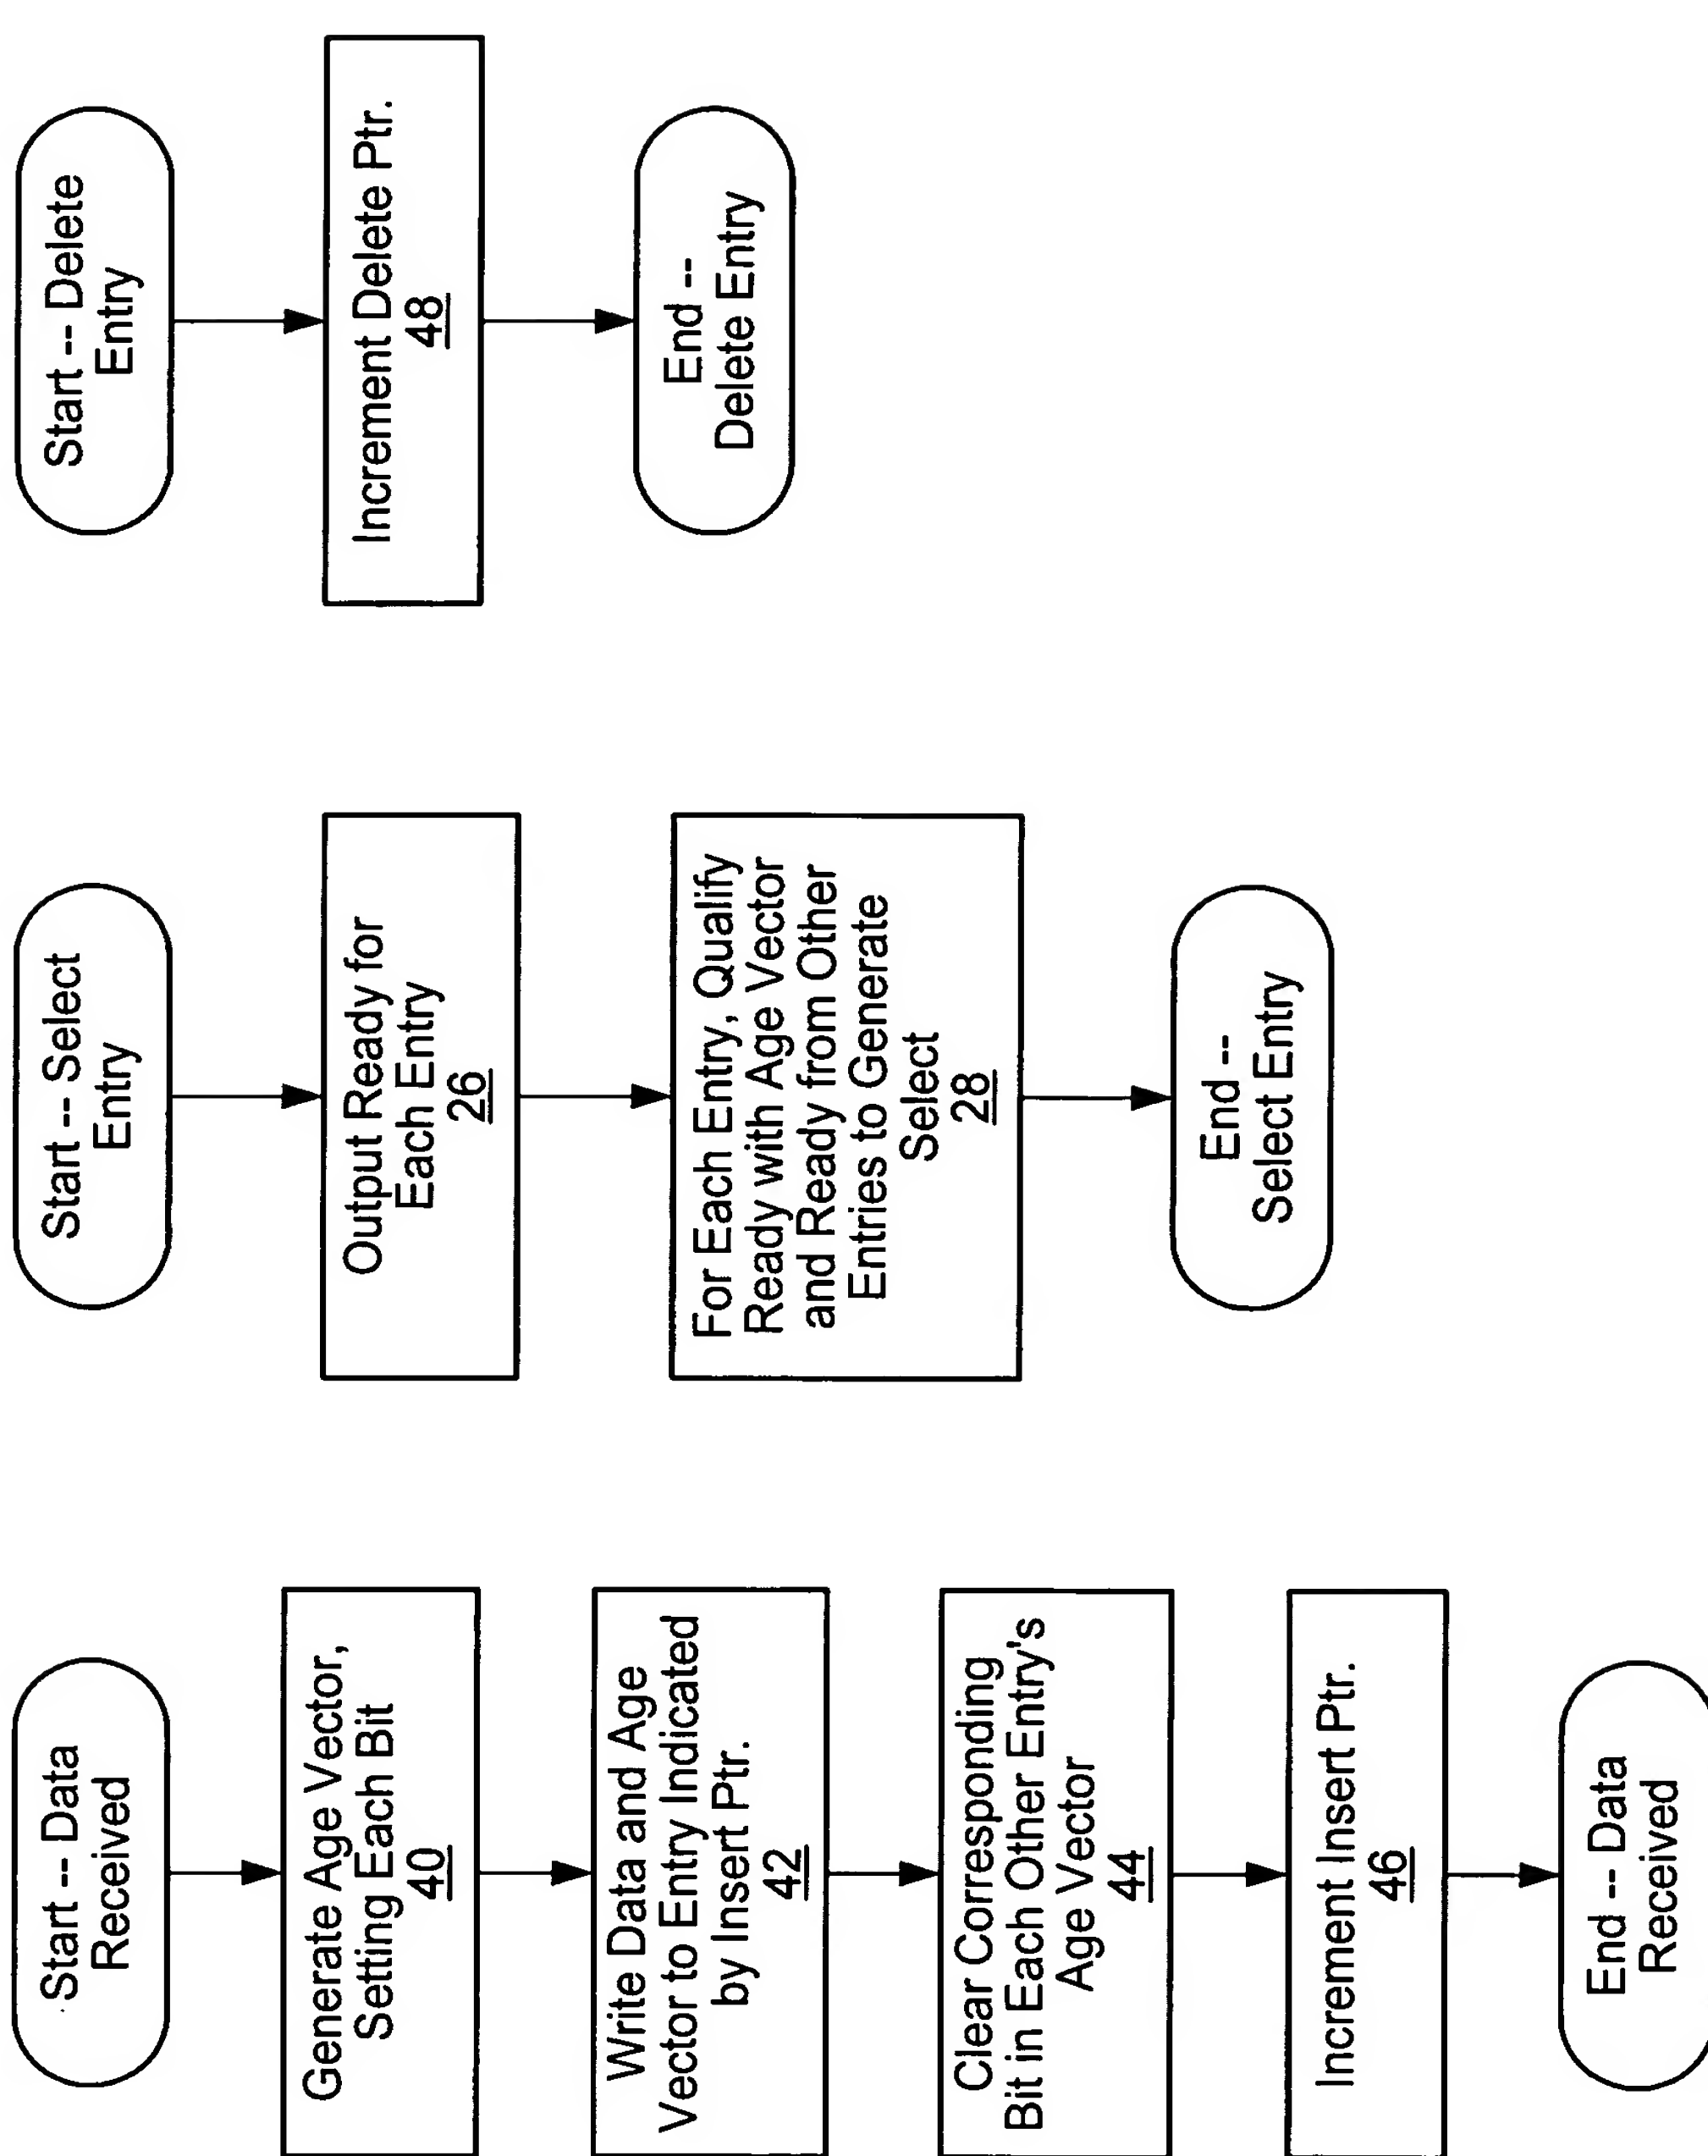 Start -- Data
Received
Generate Age Vector,
Setting Each Bit
40
Write Data and Age
Vector to Entry Indicated
by Insert Ptr.
42
Clear Corresponding
Bit in Each Other Entry's
Age Vector
44
Increment Insert Ptr.
46
End -- Data
Received
Start -- Select
Entry
Output Ready for
Each Entry
26
For Each Entry, Qualify
Ready with Age Vector
and Ready from Other
Entries to Generate
Select
28
End --
Select Entry
Start -- Delete
Entry
Increment Delete Ptr.
48
End --
Delete Entry